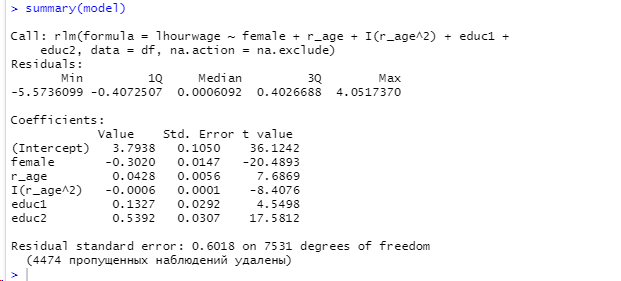 > summary(model)
Call: rlm(formula = lhourwage ~ female + r_age + I(r_age^2) + educ1 +
    educ2, data = df, na.action = na.exclude)
Residuals:
       Min         1Q     Median         3Q        Max
-5.5736099 -0.4072507  0.0006092  0.4026688  4.0517370
Coefficients:
            Value    Std. Error t value
(Intercept)   3.7938   0.1050    36.1242
female       -0.3020   0.0147   -20.4893
r_age         0.0428   0.0056     7.6869
I(r_age^2)   -0.0006   0.0001    -8.4076
educ1         0.1327   0.0292     4.5498
educ2         0.5392   0.0307    17.5812
Residual standard error: 0.6018 on 7531 degrees of freedom
  (4474 пропущенных наблюдений удалены)
>